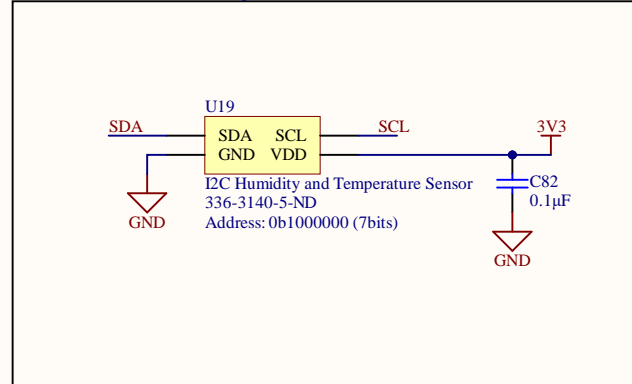 U19
SDA
SCL
3V3
SDA SCL
GND VDD
C82
0.1µF
I2C Humidity and Temperature Sensor
336-3140-5-ND
Address: 0b1000000 (7bits)
GND
GND